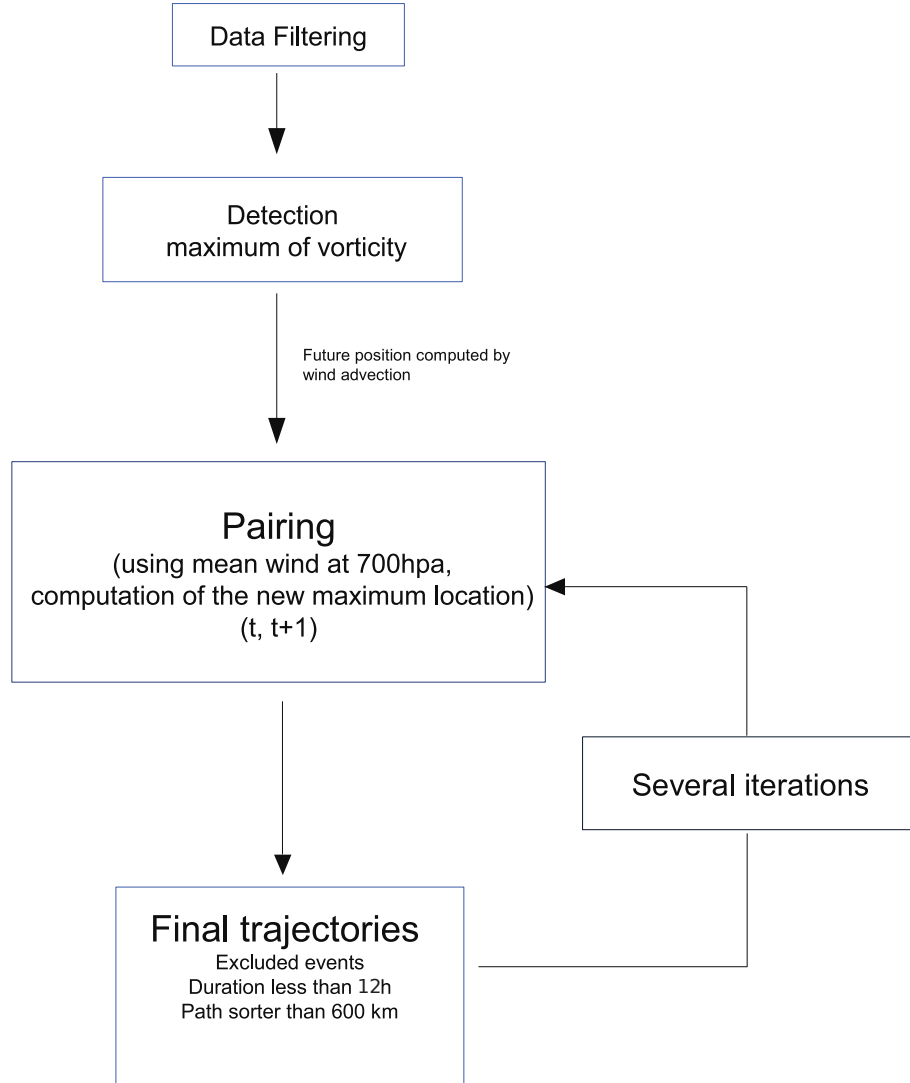 Data Filtering
Detection
maximum of vorticity
Future position computed by
wind advection
Pairing
(using mean wind at 700hpa,
computation of the new maximum location)
(t, t+1)
Several iterations
Final trajectories
Excluded events
Duration less than 12h
Path sorter than 600 km